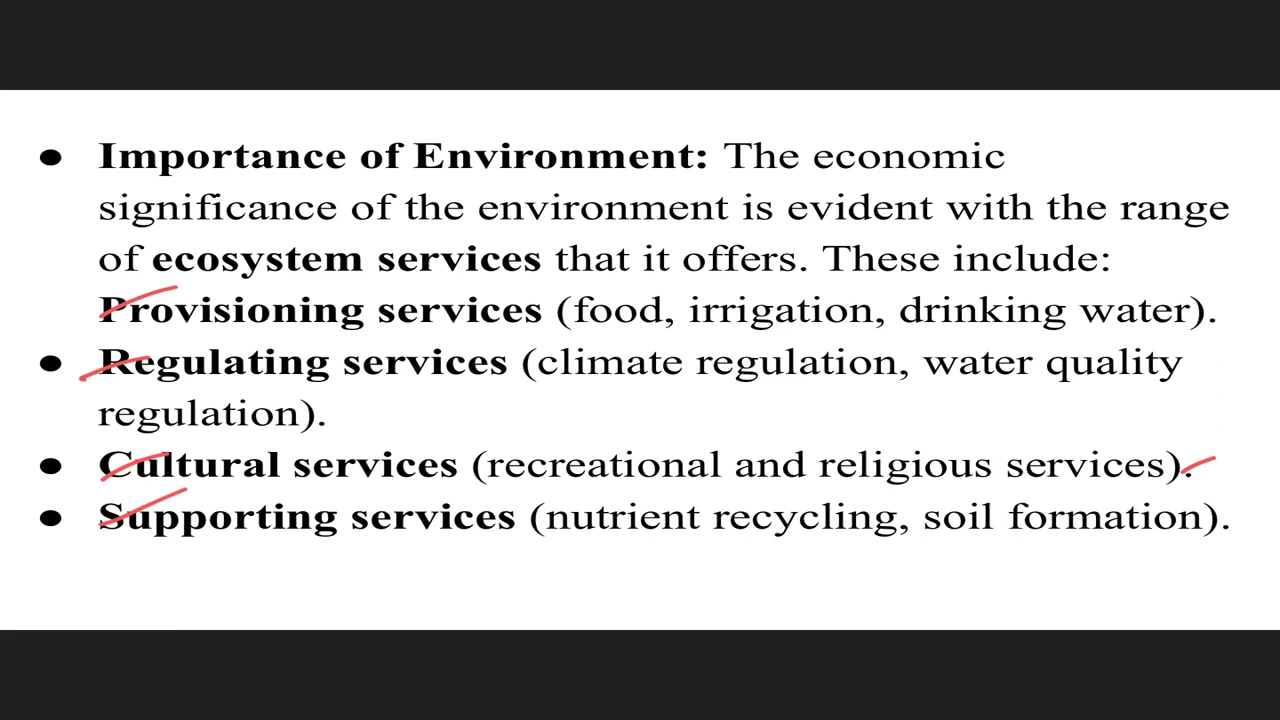 ● Importance of Environment: The economic
significance of the environment is evident with the range
of ecosystem services that it offers. These include:
Provisioning services (food, irrigation, drinking water).
● Regulating services (climate regulation, water quality
regulation).
● Cultural services (recreational and religious services).
● Supporting services (nutrient recycling, soil formation).